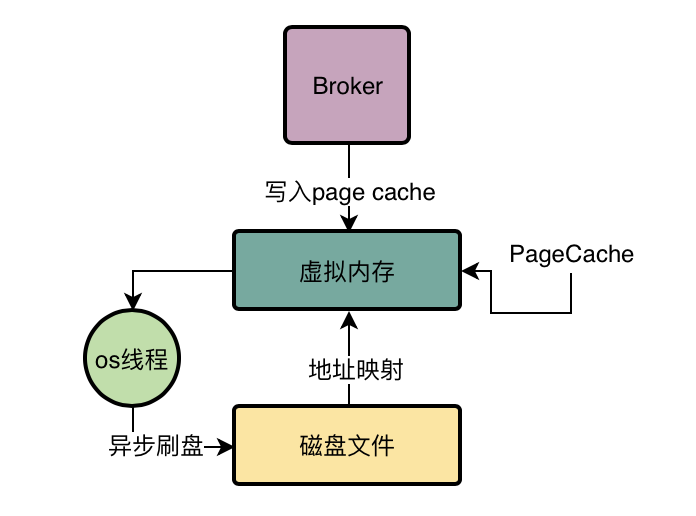 Broker
写入page cache
PageCache
虚拟内存
os线程
地址映射
异步刷盘
磁盘文件